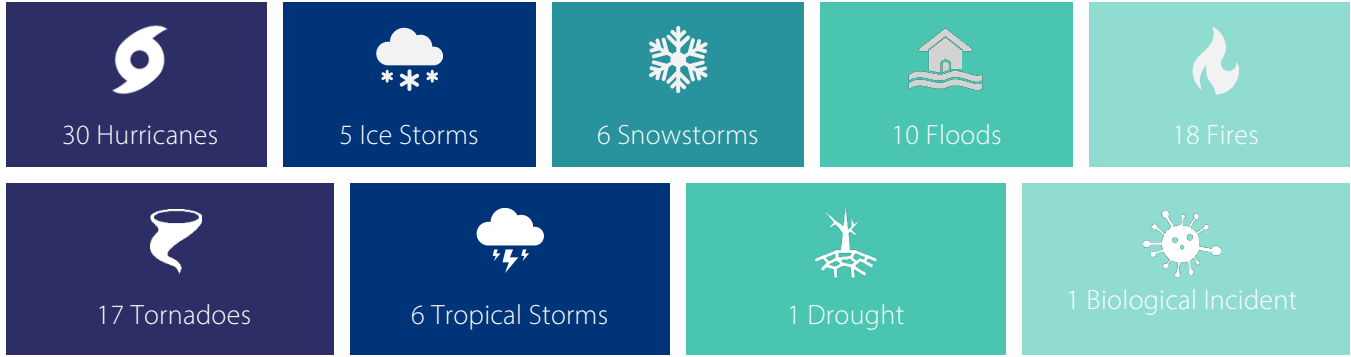 30 Hurricanes
5 Ice Storms
6 Snowstorms
10 Floods
18 Fires
17 Tornadoes
6 Tropical Storms
1 Drought
1 Biological Incident